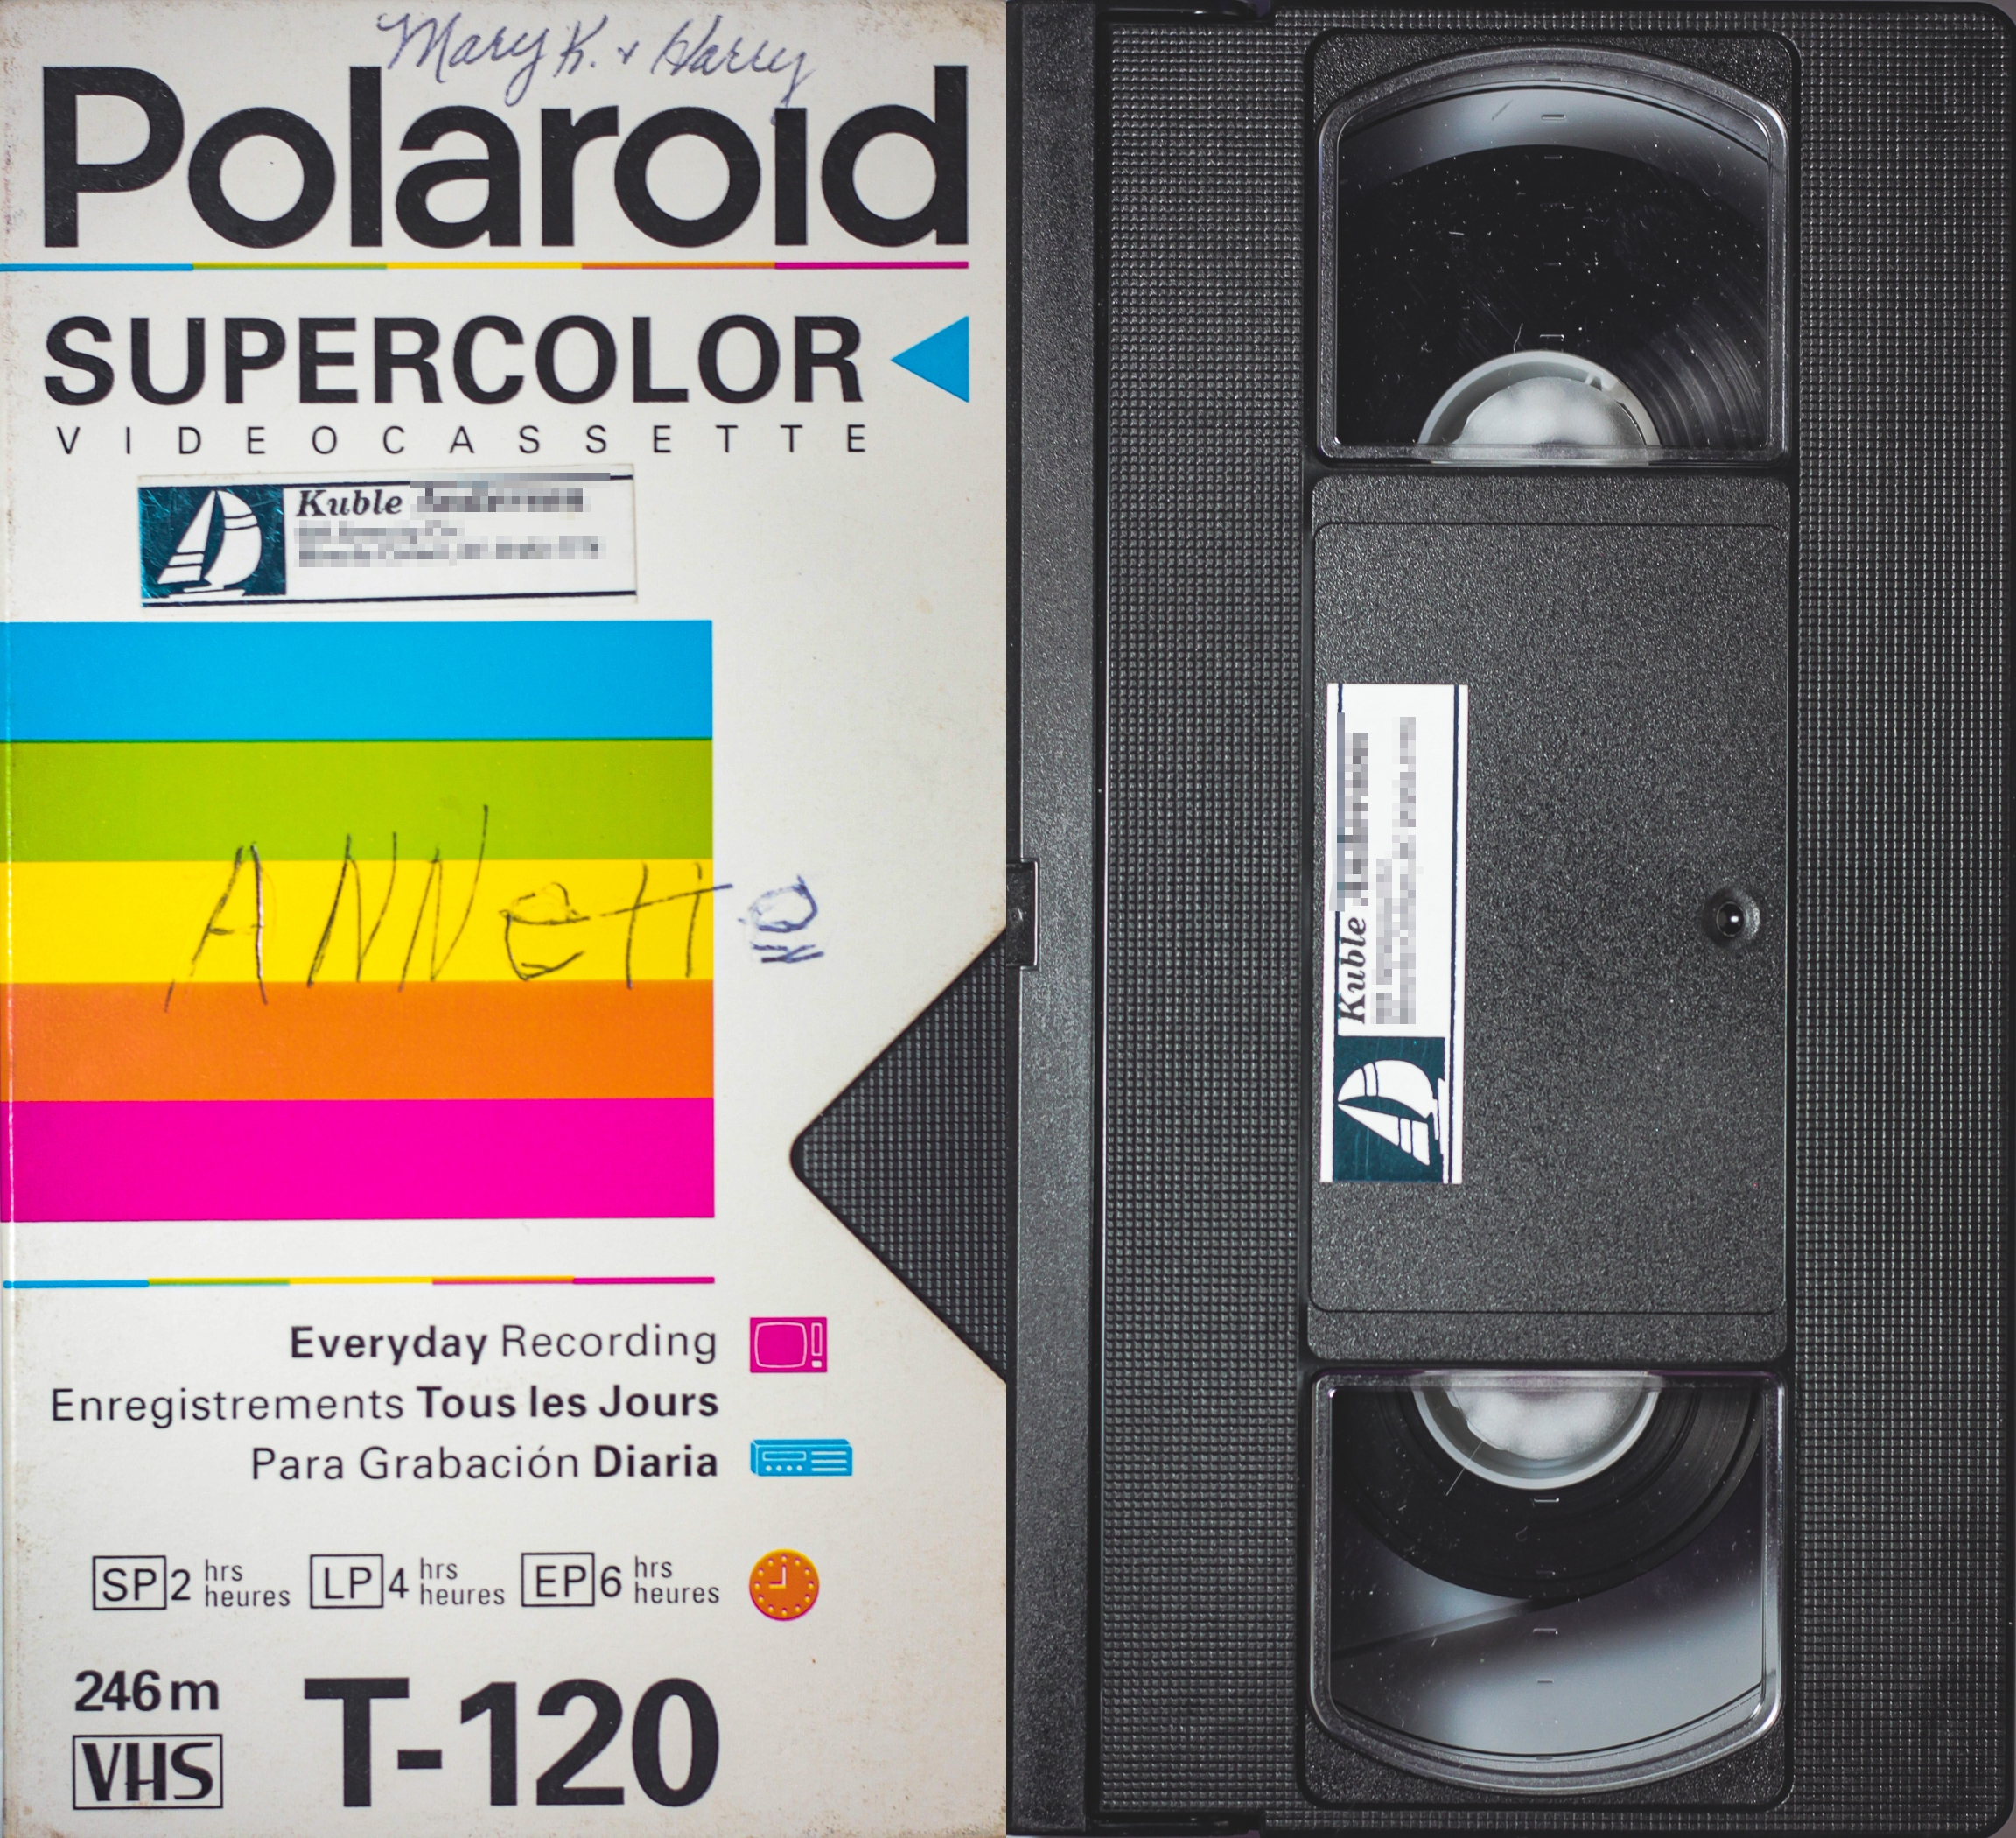 Mary K. + Harry
Polaroid
SUPERCOLOR
VIDEOCASSETTE
Kuble
ANNette
Everyday Recording
Enregistrements Tous les Jours
Para Grabación Diaria
SP 2 hrs heures LP 4 hrs heures EP 6 hrs heures
246 m
VHS
T-120
Kuble